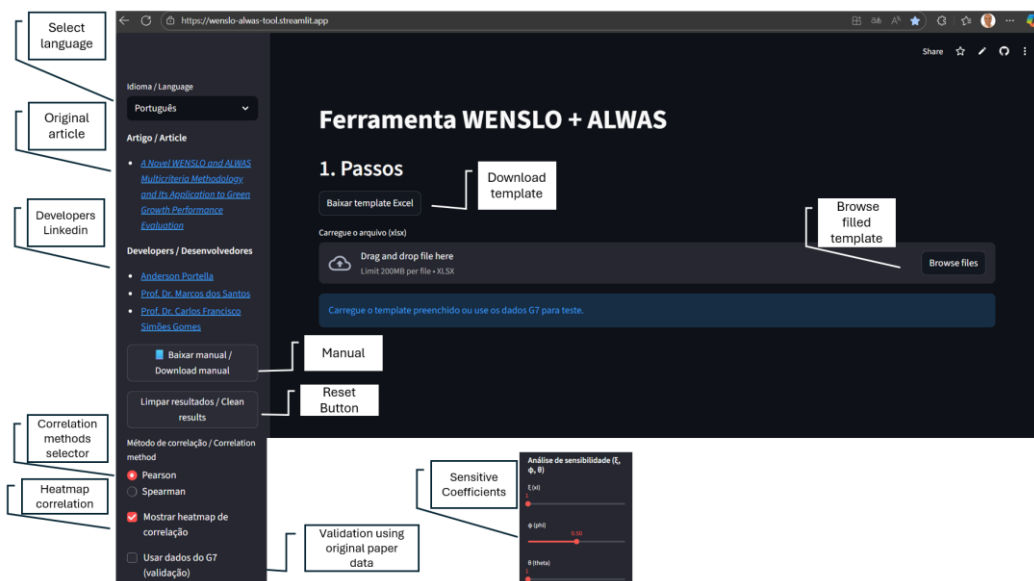 Select
language
https://wenslo-alwas-tool.streamlit.app
Share
Idioma / Language
Português
Original
article
Artigo / Article
A Novel WENSLO and ALWAS
Multicriteria Methodology
and Its Application to Green
Growth Performance
Evaluation
Developers
Linkedin
Developers / Desenvolvedores
Anderson Portella
Prof. Dr. Marcos dos Santos
Prof. Dr. Carlos Francisco
Simões Gomes
Baixar manual /
Download manual
Limpar resultados / Clean
results
Correlation
methods
selector
Método de correlação / Correlation
method
Pearson
Spearman
Heatmap
correlation
Mostrar heatmap de
correlação
Usar dados do G7
(validação)
Ferramenta WENSLO + ALWAS
1. Passos
Baixar template Excel
Download
template
Carregue o arquivo (xlsx)
Drag and drop file here
Limit 200MB per file • XLSX
Browse
filled
template
Browse files
Carregue o template preenchido ou use os dados G7 para teste.
Manual
Reset
Button
Validation using
original paper
data
Sensitive
Coefficients
Análise de sensibilidade (ξ,
φ, θ)
ξ (xi)
1
φ (phi)
0.50
θ (theta)
1